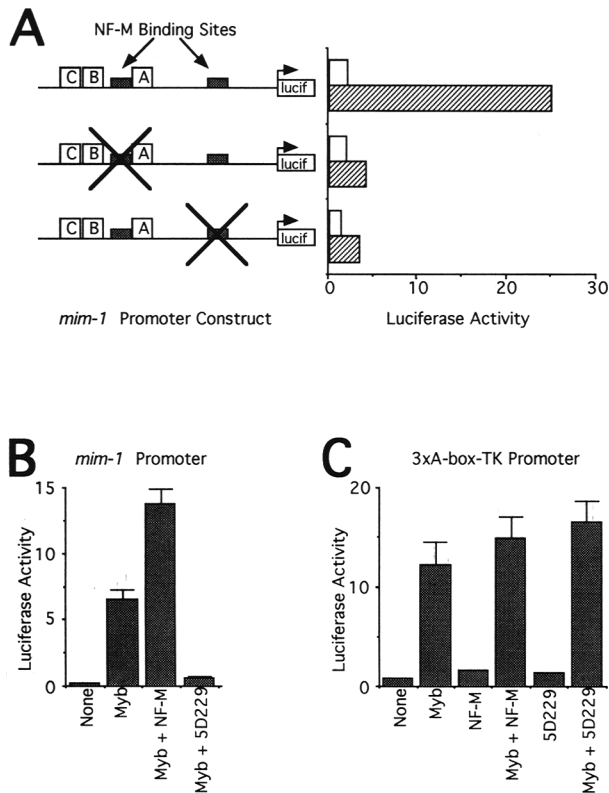 A
NF-M Binding Sites
C B A
lucif
C B A
lucif
C B A
lucif
0 10 20 30
mim-1 Promoter Construct
Luciferase Activity
B
mim-1 Promoter
Luciferase Activity
15
10
5
0
None
Myb
Myb + NF-M
Myb + 5D229
C
3xA-box-TK Promoter
Luciferase Activity
20
10
0
None
Myb
NF-M
Myb + NF-M
5D229
Myb + 5D229